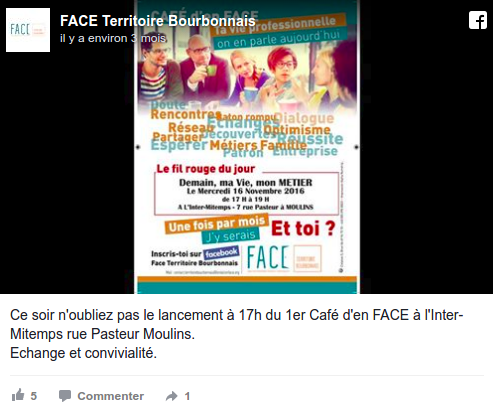 FACE Territoire Bourbonnais
il y a environ 3 mois
FACE
CAFÉ d'en FACE
la vie professionnelle
on en parle aujourd'hui
Doute
Rencontres Baton rompu Dialogue
Echanges
Réseau Découvertes Optimisme
Partager Réussite
Espérer Métiers Famille
Patron Entreprise
Le fil rouge du jour
Demain, ma Vie, mon METIER
Le Mercredi 16 Novembre 2016
de 17 H à 19 H
A L'Inter-Mitemps - 7 rue Pasteur à MOULINS
Une fois par mois
J'y serais
Et toi ?
Inscris-toi sur facebook
Face Territoire Bourbonnais
FACE
TERRITOIRE
BOURBONNAIS
Ce soir n'oubliez pas le lancement à 17h du 1er Café d'en FACE à l'Inter-
Mitemps rue Pasteur Moulins.
Echange et convivialité.
5 Commenter 1